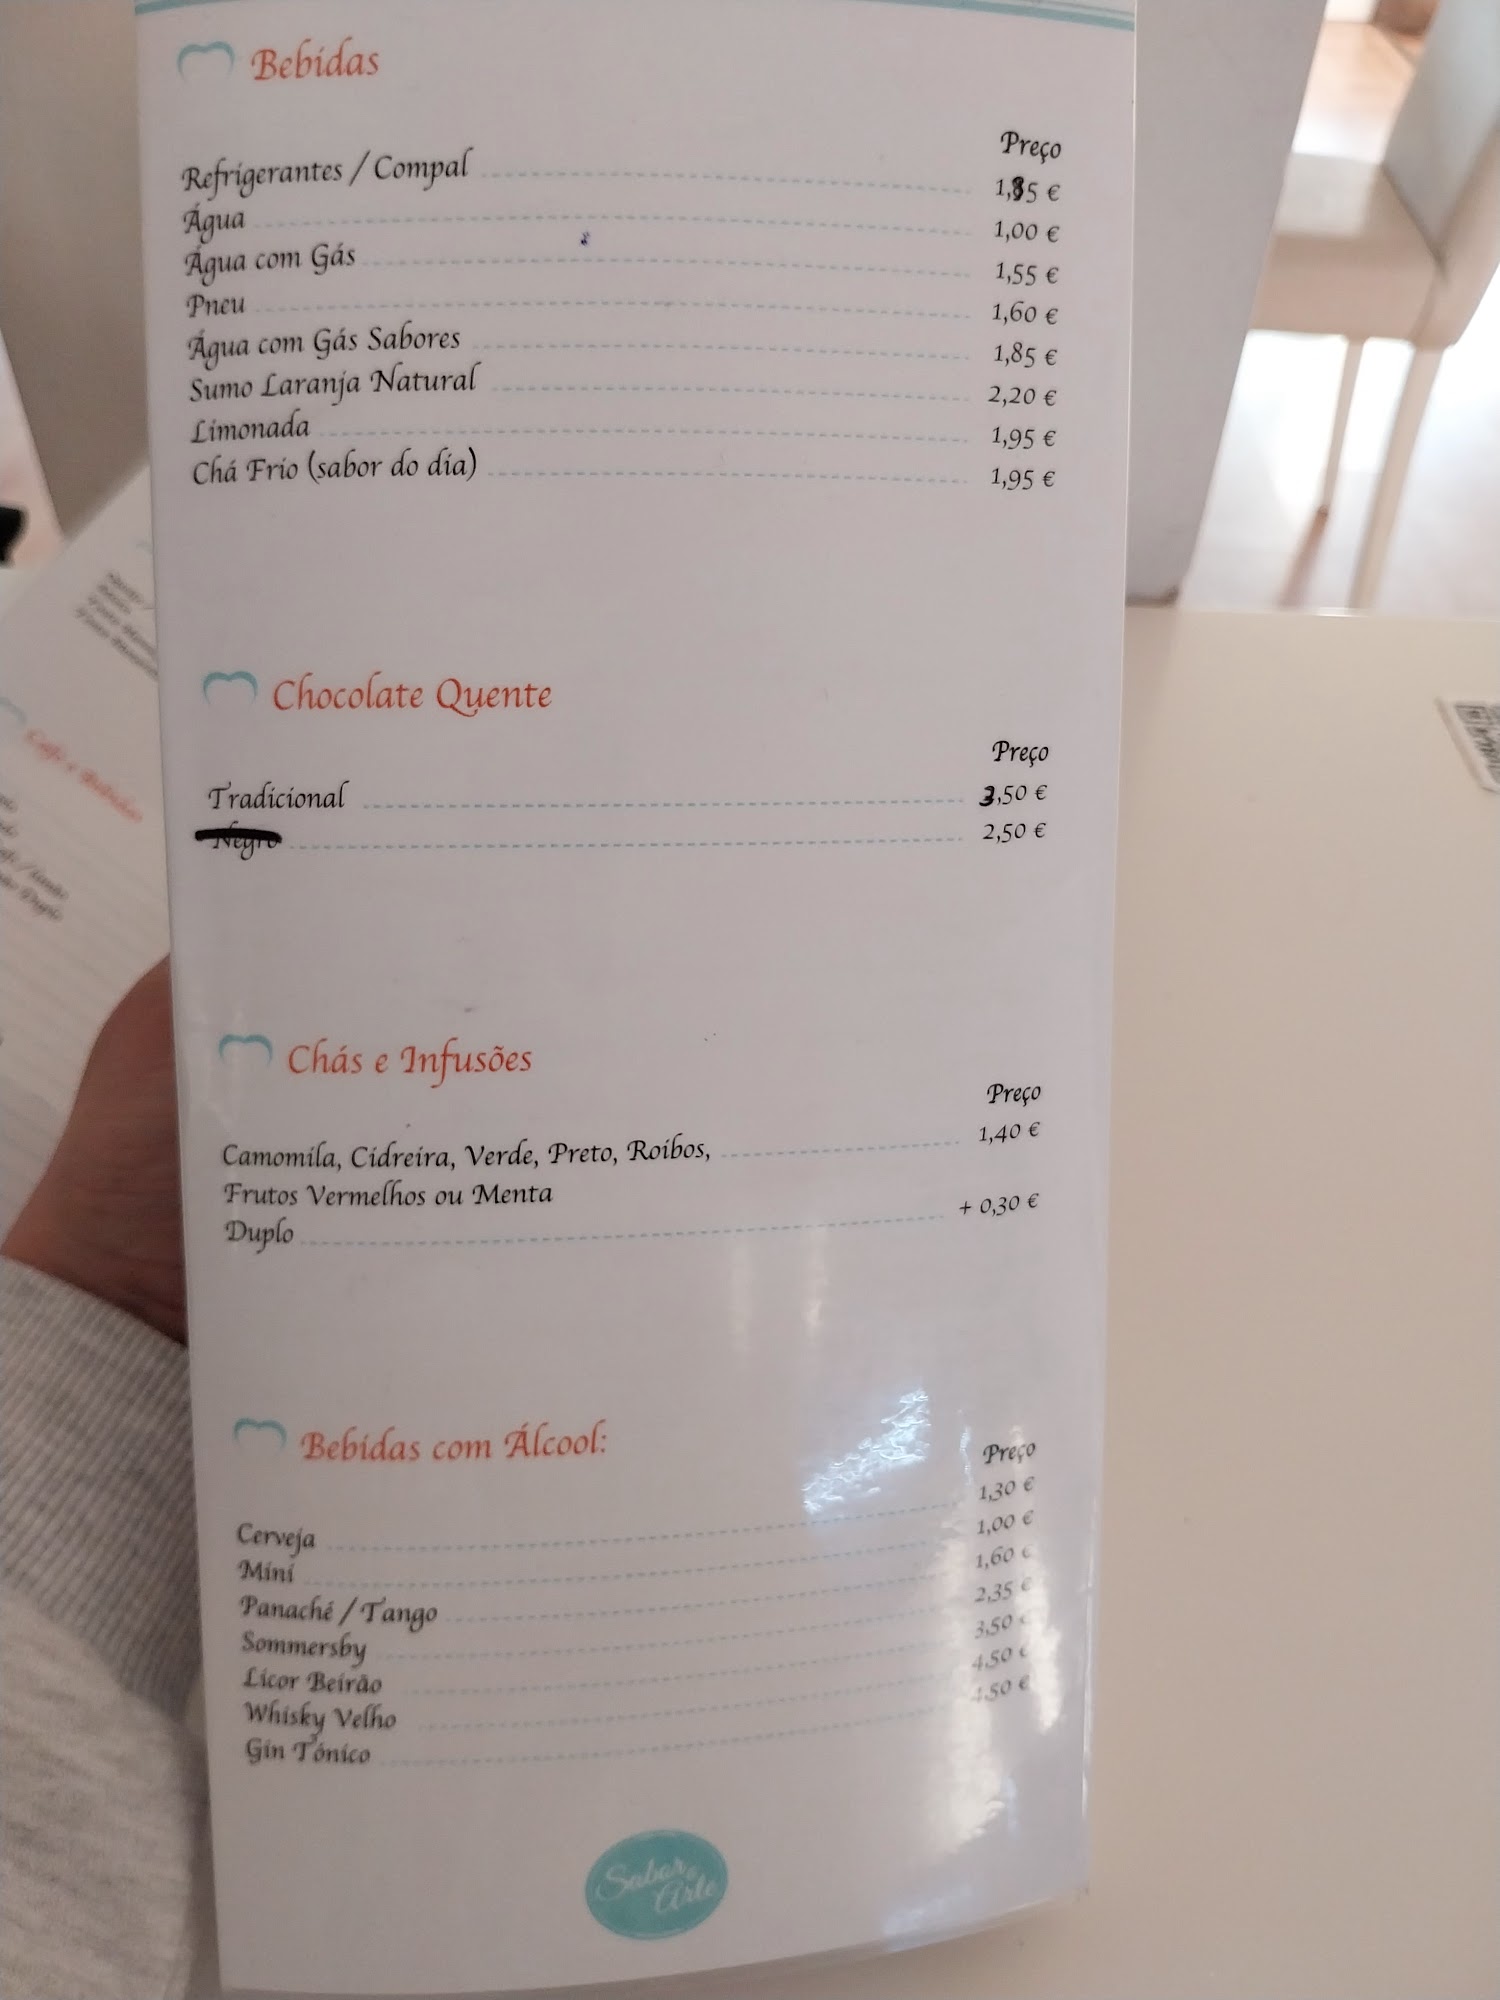 Bebidas
Preço
Refrigerantes / Compal 1,85 €
Água 1,00 €
Água com Gás 1,55 €
Pneu 1,60 €
Água com Gás Sabores 1,85 €
Sumo Laranja Natural 2,20 €
Limonada 1,95 €
Chá Frio (sabor do dia) 1,95 €
Chocolate Quente
Preço
Tradicional 3,50 €
Negro 2,50 €
Chás e Infusões
Preço
Camomila, Cidreira, Verde, Preto, Roibos, 1,40 €
Frutos Vermelhos ou Menta
Duplo + 0,30 €
Bebidas com Álcool:
Preço
Cerveja 1,30 €
Mini 1,00 €
Panaché / Tango 1,60 €
Sommersby 2,35 €
Licor Beirão 3,50 €
Whisky Velho 4,50 €
Gin Tónico 4,50 €
Sabor e
Arte